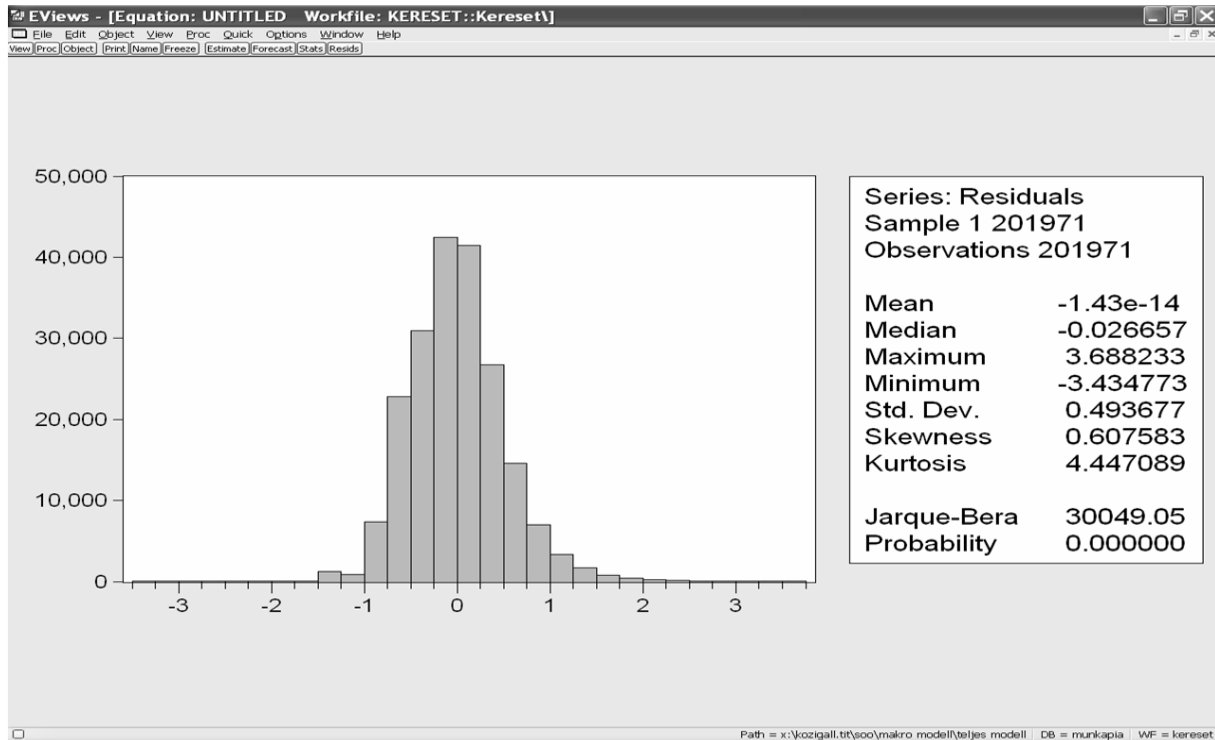 EViews - [Equation: UNTITLED Workfile: KERESET::Kereset\]
File Edit Object View Proc Quick Options Window Help
View Proc Object Print Name Freeze Estimate Forecast Stats Resids
50,000
40,000
30,000
20,000
10,000
0
-3 -2 -1 0 1 2 3
Series: Residuals
Sample 1 201971
Observations 201971
Mean -1.43e-14
Median -0.026657
Maximum 3.688233
Minimum -3.434773
Std. Dev. 0.493677
Skewness 0.607583
Kurtosis 4.447089
Jarque-Bera 30049.05
Probability 0.000000
Path = x:\kozigall.tit\soo\makro modell\teljes modell DB = munkapia WF = kereset